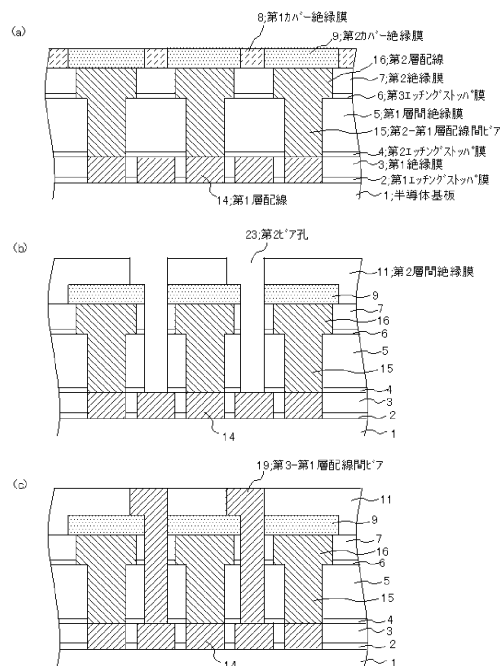 (a)
8;第1ｶﾊﾞｰ絶縁膜
9;第2ｶﾊﾞｰ絶縁膜
16;第2層配線
7;第2絶縁膜
6;第3ｴｯﾁﾝｸﾞｽﾄｯﾊﾟ膜
5;第1層間絶縁膜
15;第2-第1層配線間ﾋﾞｱ
4;第2ｴｯﾁﾝｸﾞｽﾄｯﾊﾟ膜
3;第1絶縁膜
2;第1ｴｯﾁﾝｸﾞｽﾄｯﾊﾟ膜
14;第1層配線
1;半導体基板
23;第2ﾋﾞｱ孔
(b)
11;第2層間絶縁膜
9
7
16
6
5
15
4
3
2
14
1
19;第3-第1層配線間ﾋﾞｱ
(c)
11
9
7
16
6
5
15
4
3
2
14
1